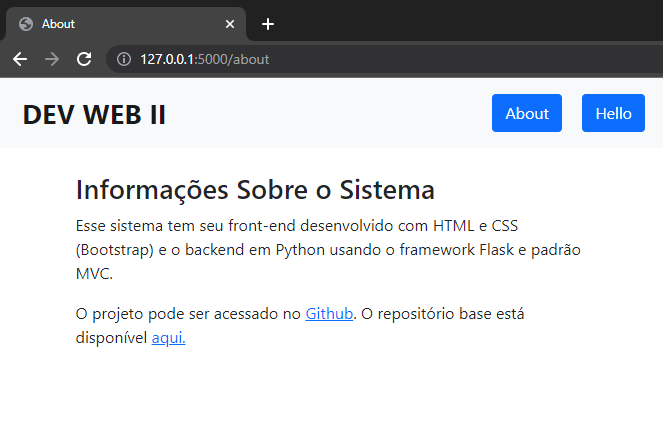 About
127.0.0.1:5000/about
DEV WEB II
About
Hello
Informações Sobre o Sistema
Esse sistema tem seu front-end desenvolvido com HTML e CSS
(Bootstrap) e o backend em Python usando o framework Flask e padrão
MVC.
O projeto pode ser acessado no Github. O repositório base está
disponível aqui.